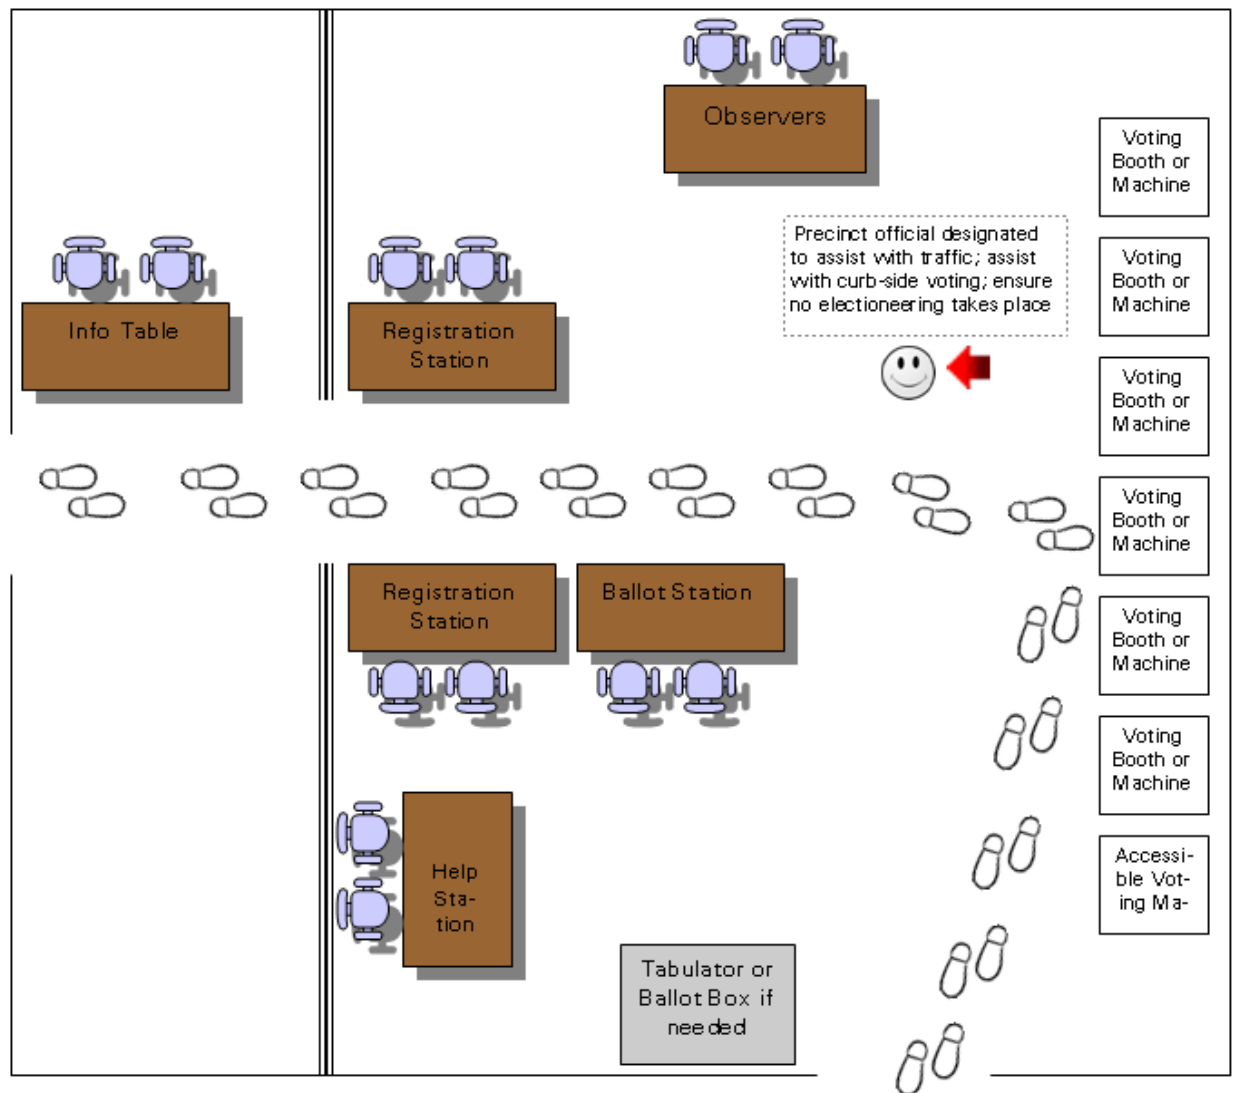 Observers
Voting
Booth or
Machine
Precinct official designated
to assist with traffic; assist
with curb-side voting; ensure
no electioneering takes place
Voting
Booth or
Machine
Info Table
Registration
Station
Voting
Booth or
Machine
Voting
Booth or
Machine
Registration
Station
Ballot Station
Voting
Booth or
Machine
Voting
Booth or
Machine
Help
Sta-
tion
Accessi-
ble Vot-
ing Ma-
Tabulator or
Ballot Box if
needed